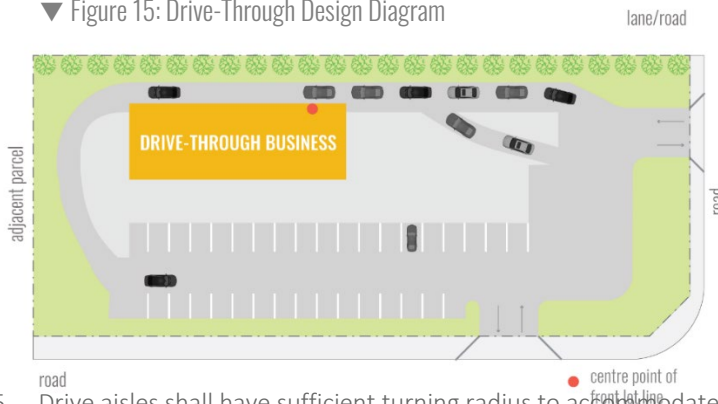 ▼ Figure 15: Drive-Through Design Diagram
lane/road
DRIVE-THROUGH BUSINESS
adjacent parcel
road
road
centre point of
front lot line
Drive aisles shall have sufficient turning radius to accommodate